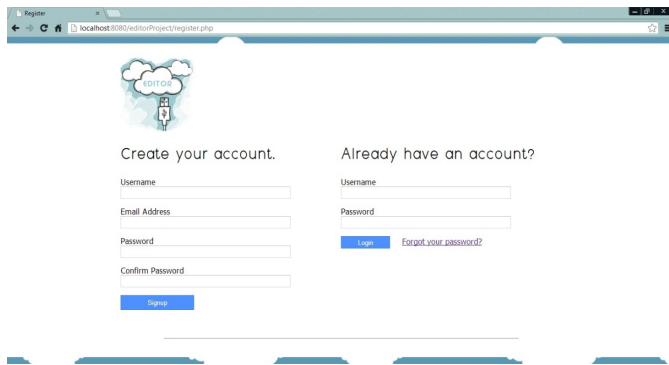 Register
localhost:8080/editorProject/register.php
EDITOR
Create your account.
Username
Email Address
Password
Confirm Password
Signup
Already have an account?
Username
Password
Login Forgot your password?